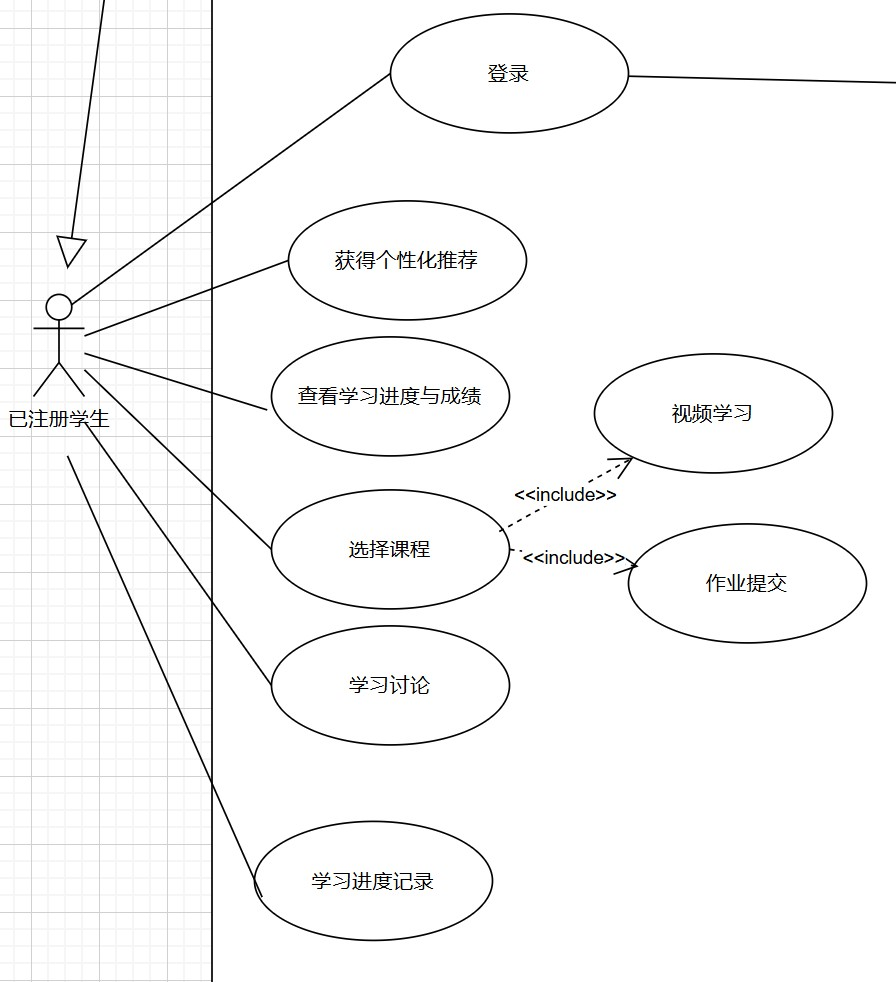 登录
获得个性化推荐
查看学习进度与成绩
已注册学生
视频学习
<<include>>
选择课程
<<include>>
作业提交
学习讨论
学习进度记录